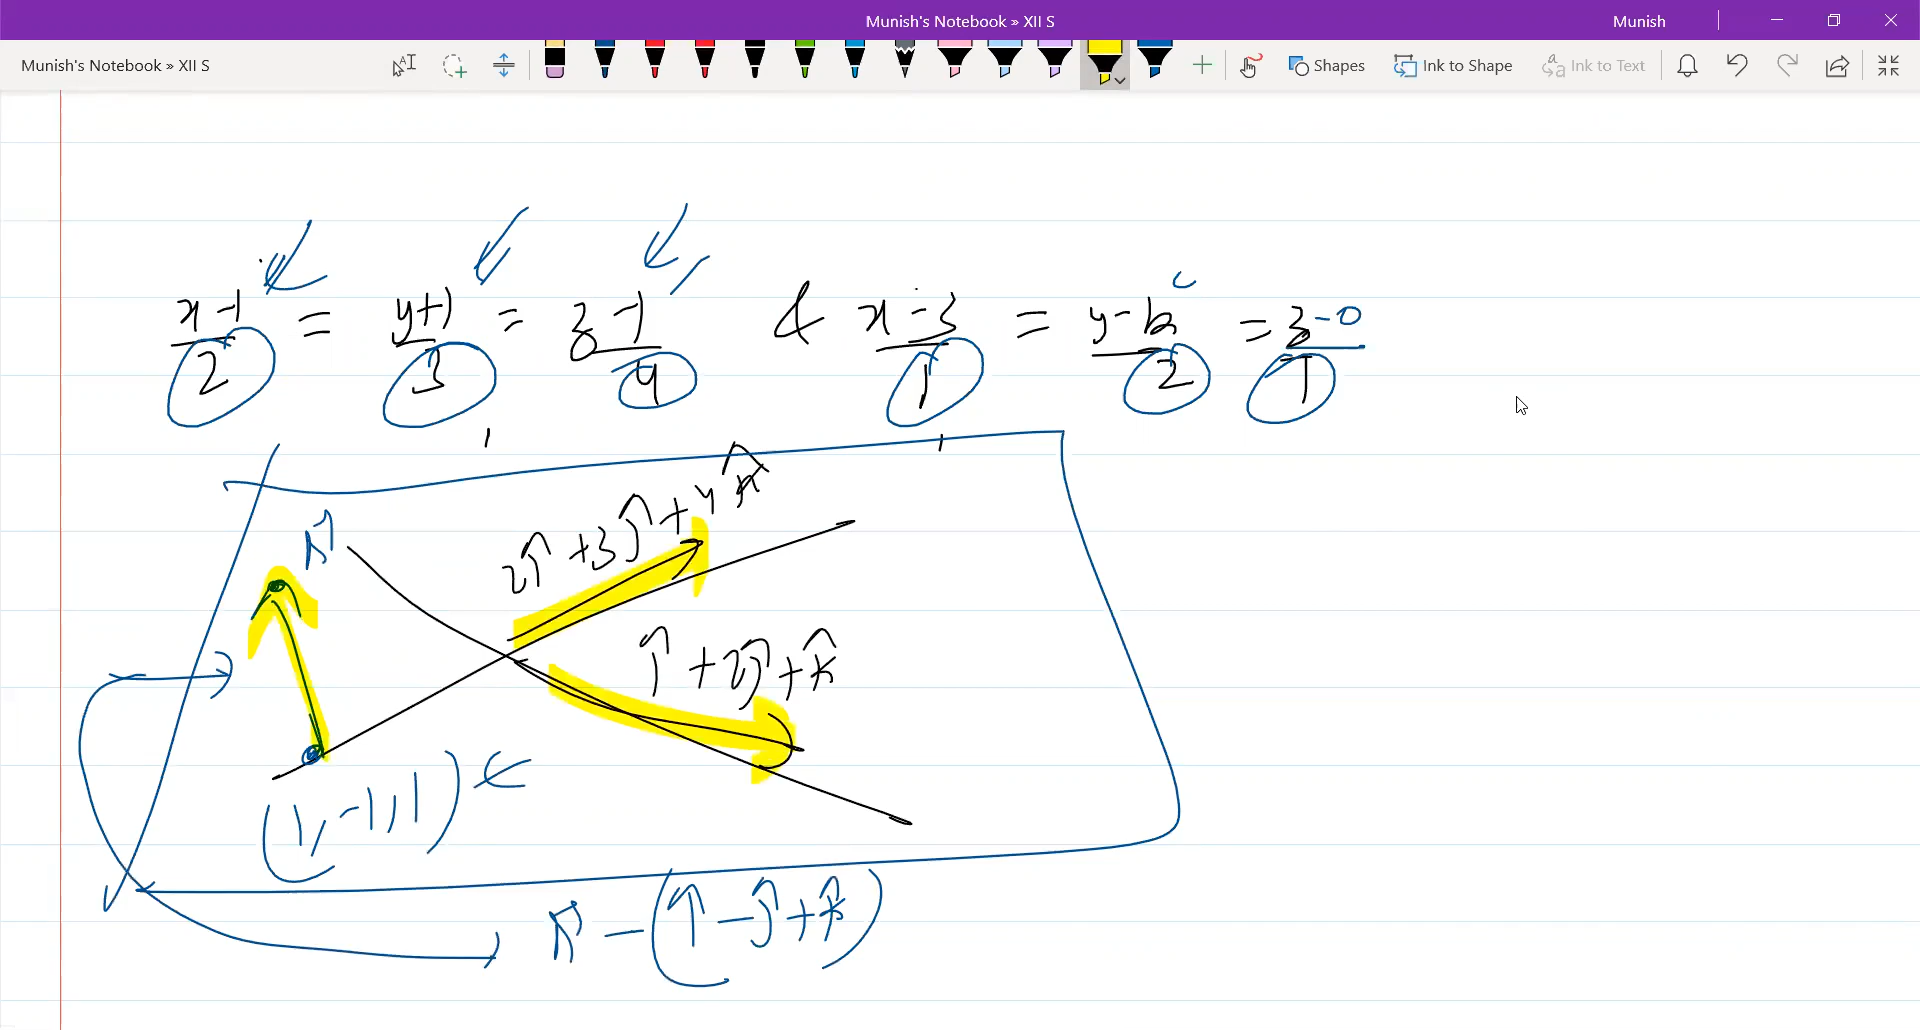 Munish's Notebook » XII S
Munish
Munish's Notebook » XII S
Shapes
Ink to Shape
Ink to Text
(x-1)/2 = (y+1)/3 = (z-1)/4 & (x-3)/1 = (y-k)/2 = (z-0)/1
2î + 3ĵ + 4k̂
r⃗
î + 2ĵ + k̂
(1, -1, 1)
r⃗ - (î - ĵ + k̂)